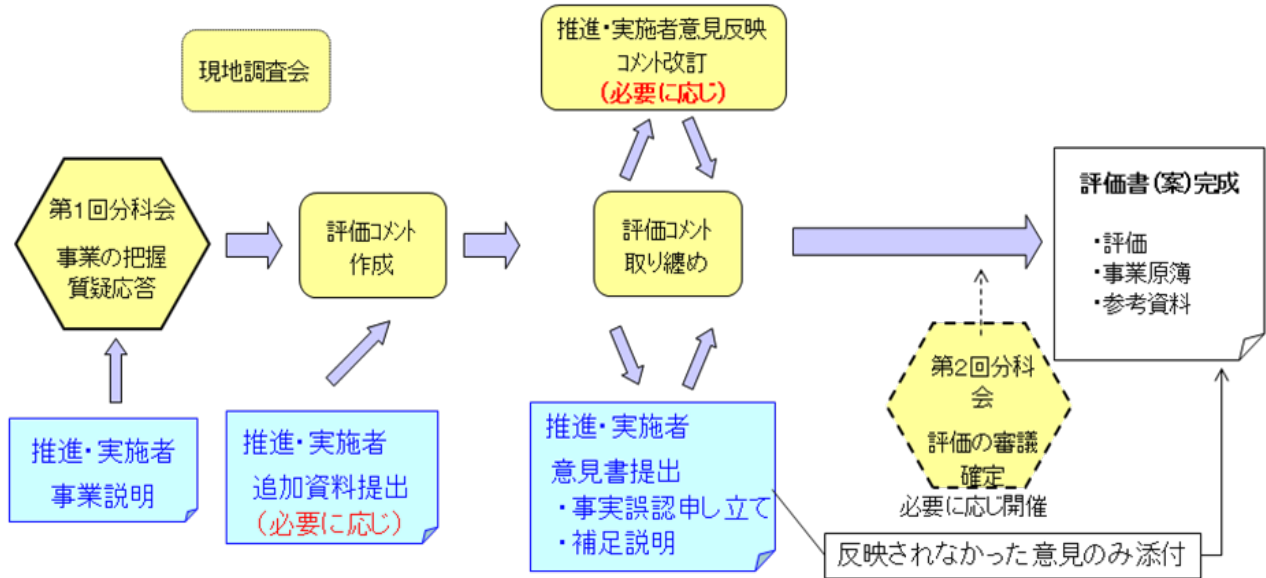 現地調査会
推進・実施者意見反映
コメント改訂
(必要に応じ)
第1回分科会
事業の把握
質疑応答
評価コメント
作成
評価コメント
取り纏め
評価書(案)完成
・評価
・事業原簿
・参考資料
推進・実施者
事業説明
推進・実施者
追加資料提出
(必要に応じ)
推進・実施者
意見書提出
・事実誤認申し立て
・補足説明
第2回分科
会
評価の審議
確定
必要に応じ開催
反映されなかった意見のみ添付